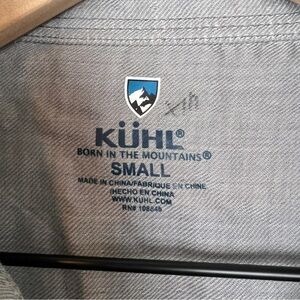 KÜHL®
BORN IN THE MOUNTAINS®
SMALL
MADE IN CHINA/FABRIQUE EN CHINE
/HECHO EN CHINA
WWW.KUHL.COM
RN# 108846